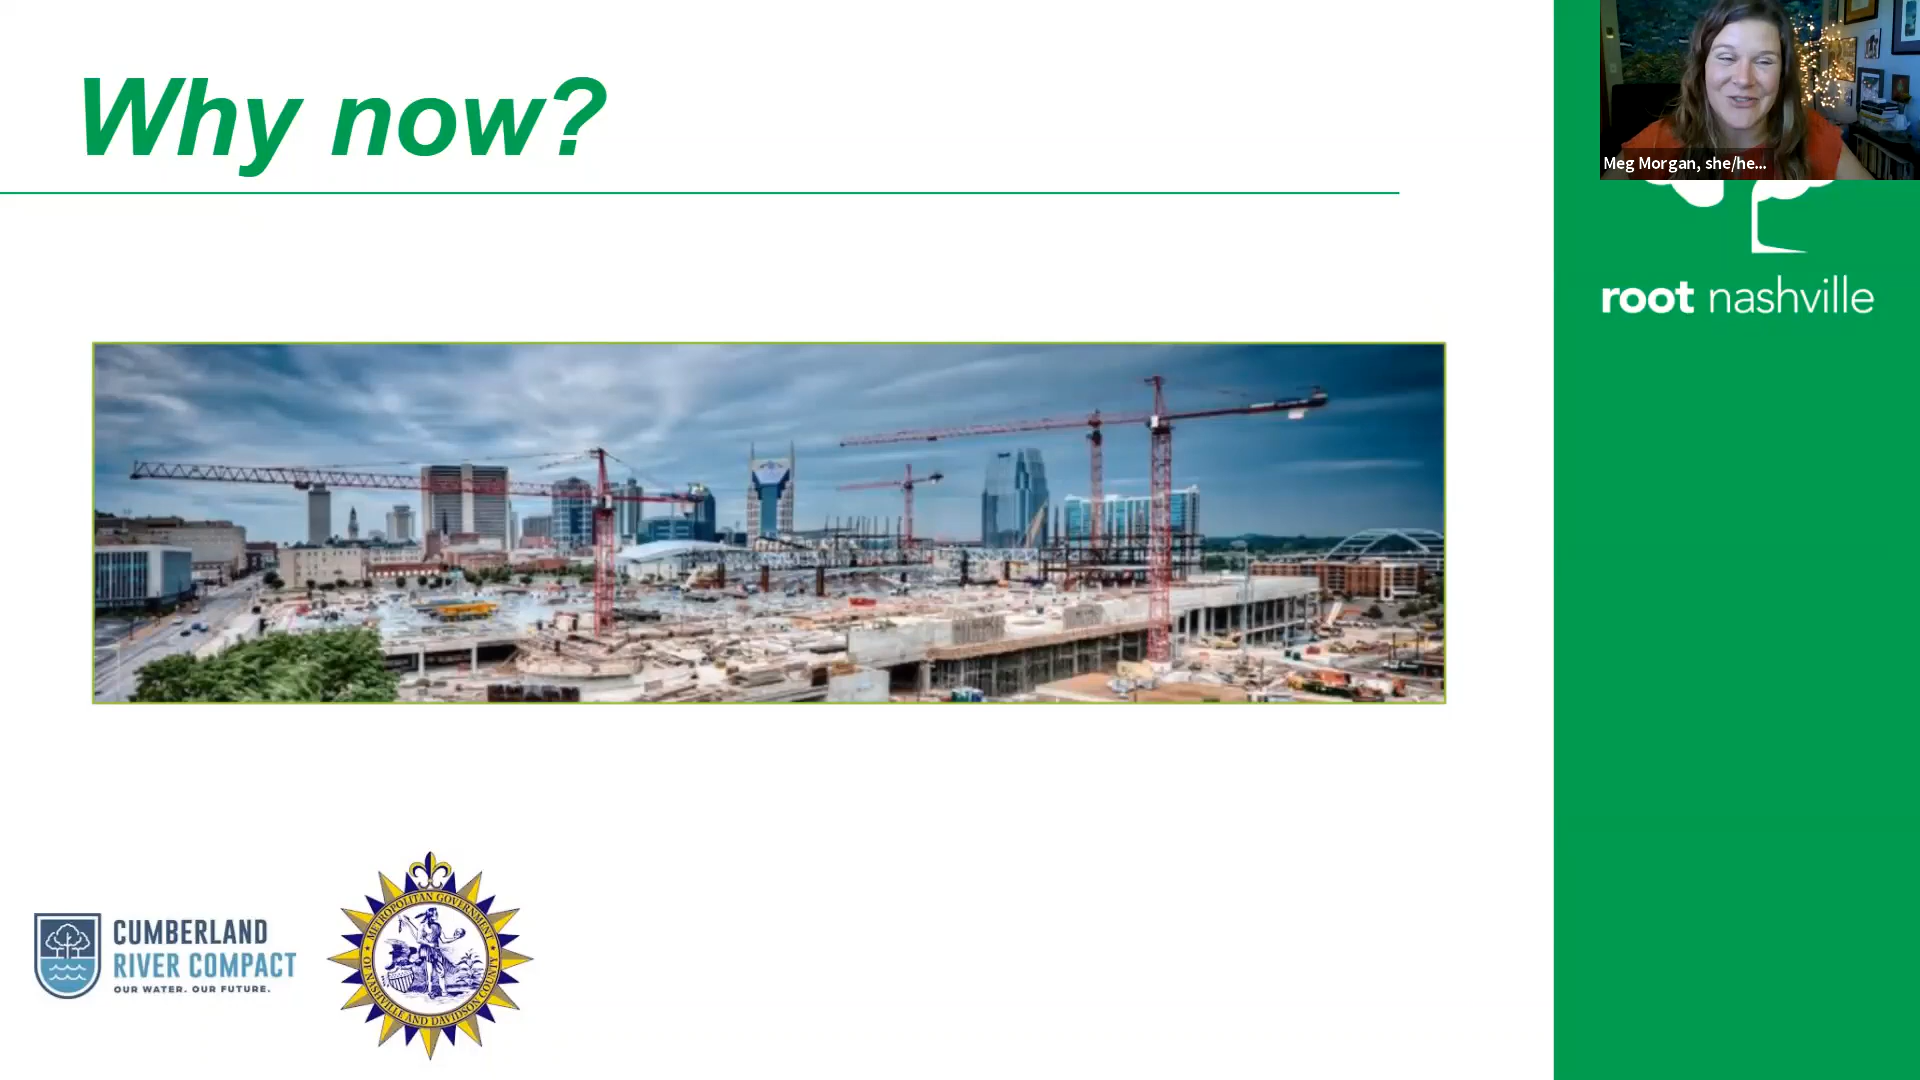 Why now?
Meg Morgan, she/he...
root nashville
CUMBERLAND
RIVER COMPACT
OUR WATER. OUR FUTURE.
METROPOLITAN GOVERNMENT
OF NASHVILLE AND DAVIDSON COUNTY